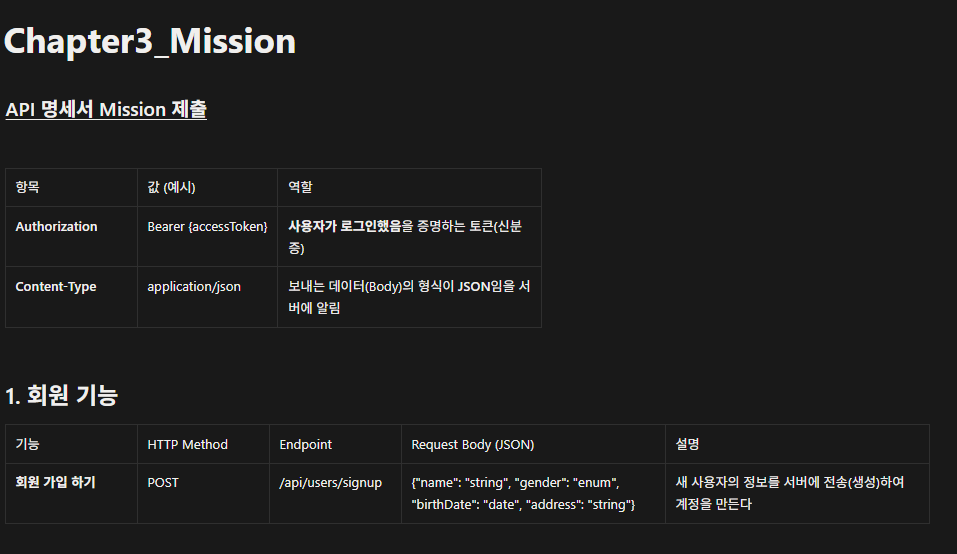 Chapter3_Mission
API 명세서 Mission 제출
항목 값 (예시) 역할
Authorization Bearer {accessToken} 사용자가 로그인했음을 증명하는 토큰(신분
증)
Content-Type application/json 보내는 데이터(Body)의 형식이 JSON임을 서
버에 알림
1. 회원 기능
기능 HTTP Method Endpoint Request Body (JSON) 설명
회원 가입 하기 POST /api/users/signup {"name": "string", "gender": "enum", 새 사용자의 정보를 서버에 전송(생성)하여
"birthDate": "date", "address": "string"} 계정을 만든다